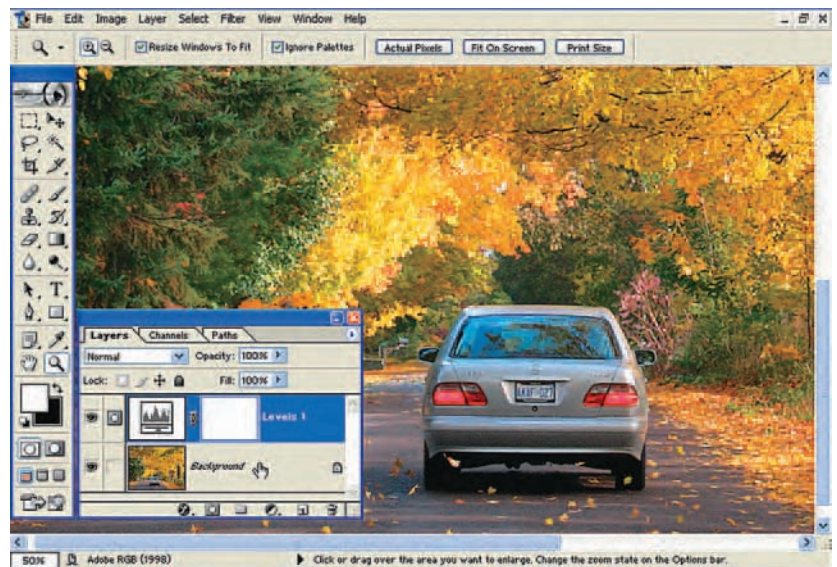 File Edit Image Layer Select Filter View Window Help
Resize Windows To Fit Ignore Palettes Actual Pixels Fit On Screen Print Size
Layers Channels Paths
Normal Opacity: 100%
Lock: Fill: 100%
Levels 1
Background
50% Adobe RGB (1998) Click or drag over the area you want to enlarge. Change the zoom state on the Options bar.